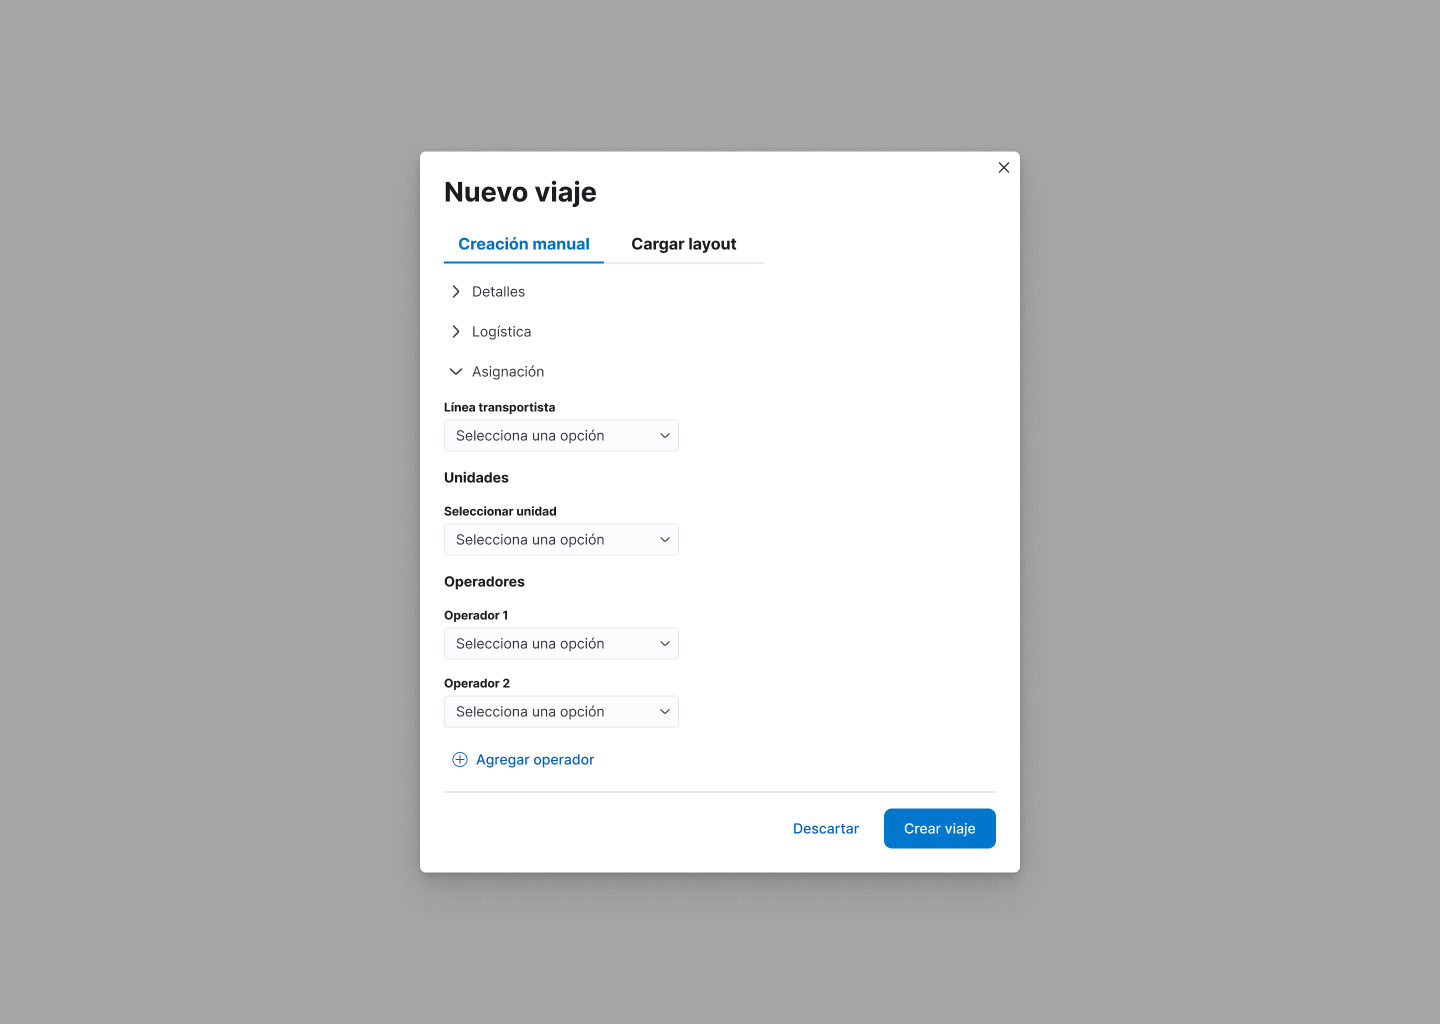 Nuevo viaje
Creación manual
Cargar layout
Detalles
Logística
Asignación
Línea transportista
Selecciona una opción
Unidades
Seleccionar unidad
Selecciona una opción
Operadores
Operador 1
Selecciona una opción
Operador 2
Selecciona una opción
Agregar operador
Descartar
Crear viaje